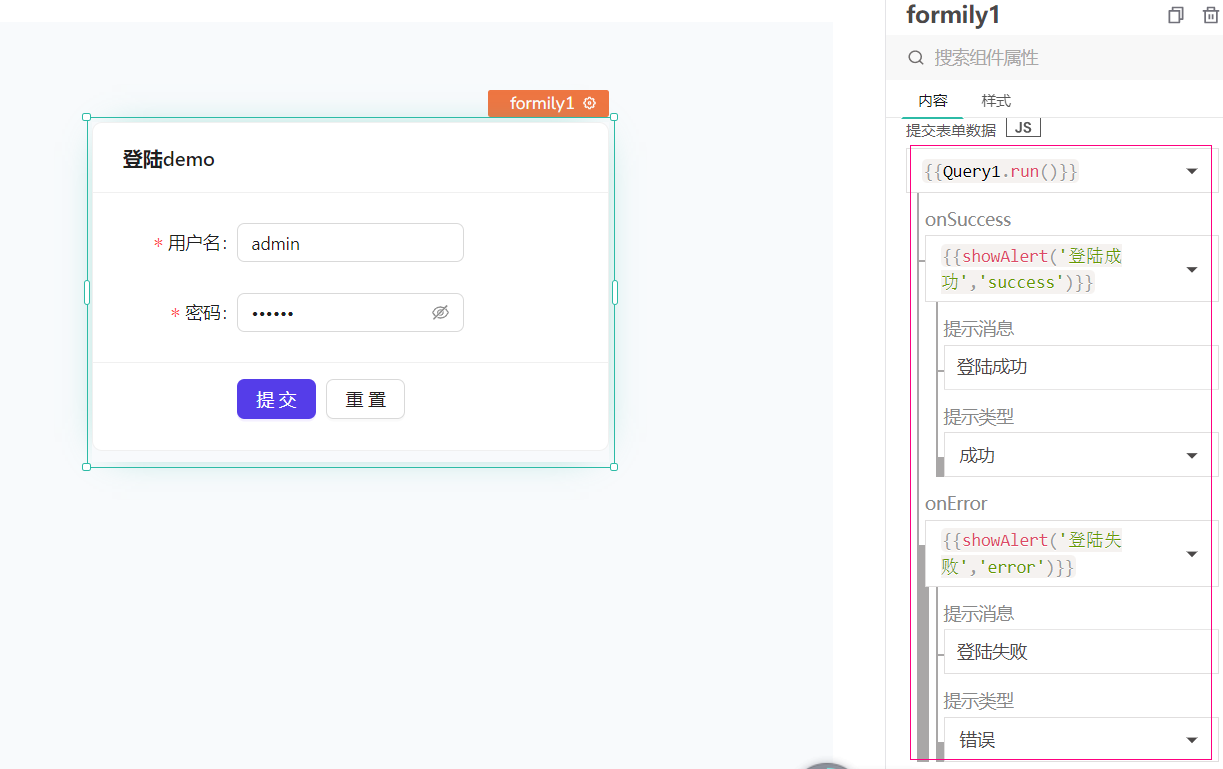 formily1
搜索组件属性
内容 样式
提交表单数据 JS
{{Query1.run()}}
onSuccess
{{showAlert('登陆成
功','success')}}
提示消息
登陆成功
提示类型
成功
onError
{{showAlert('登陆失
败','error')}}
提示消息
登陆失败
提示类型
错误
formily1
登陆demo
* 用户名: admin
* 密码: ••••••
提 交 重 置